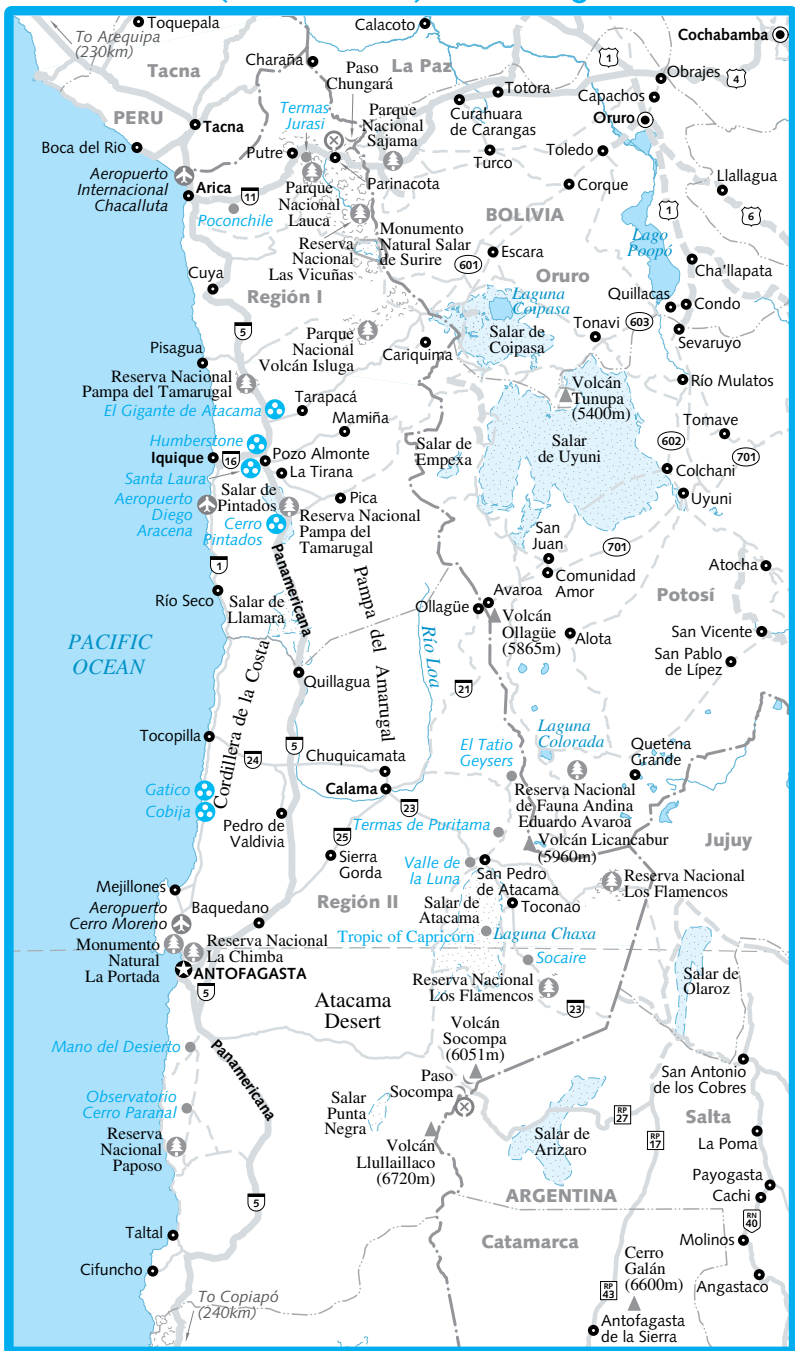 To Arequipa
(230km)
Toquepala
Calacoto
Cochabamba
Tacna
Charaña
Paso
Chungará
La Paz
1
Obrajes
4
PERU
Tacna
Termas
Jurasi
Parque
Nacional
Sajama
Totora
Curahuara
de Carangas
Capachos
Oruro
Boca del Rio
Putre
Parinacota
Turco
Toledo
Aeropuerto
Internacional
Chacalluta
Arica
11
Poconchile
Parque
Nacional
Lauca
Corque
Llallagua
1
6
BOLIVIA
Reserva
Nacional
Las Vicuñas
Monumento
Natural Salar
de Surire
Escara
601
Oruro
Lago
Poopó
Cha'llapata
Cuya
Región I
Laguna
Coipasa
Quillacas
Condo
5
Parque
Nacional
Volcán Isluga
Cariquima
Salar de
Coipasa
Tonavi
603
Sevaruyo
Pisagua
Reserva Nacional
Pampa del Tamarugal
Volcán
Tunupa
(5400m)
Río Mulatos
El Gigante de Atacama
Tarapacá
Mamiña
Tomave
Humberstone
Iquique
16
Pozo Almonte
Salar de
Empexa
Salar
de Uyuni
602
701
Santa Laura
La Tirana
Colchani
Aeropuerto
Diego
Aracena
Salar de
Pintados
Pica
Uyuni
Cerro
Pintados
Reserva Nacional
Pampa del
Tamarugal
San
Juan
701
1
Panamericana
Pampa del Amarugal
Comunidad
Amor
Atocha
Río Seco
Salar de
Llamara
Avaroa
Ollagüe
Potosí
Volcán
Ollagüe
(5865m)
Alota
San Vicente
PACIFIC
OCEAN
Río Loa
San Pablo
de Lípez
Cordillera de la Costa
Quillagua
21
Tocopilla
5
24
Chuquicamata
El Tatio
Geysers
Laguna
Colorada
Quetena
Grande
Gatico
Calama
23
Reserva Nacional
de Fauna Andina
Eduardo Avaroa
Cobija
Pedro de
Valdivia
25
Termas de Puritama
Volcán Licancabur
(5960m)
Jujuy
Sierra
Gorda
Valle de
la Luna
San Pedro
de Atacama
Reserva Nacional
Los Flamencos
Mejillones
Región II
Toconao
Aeropuerto
Cerro Moreno
Baquedano
Salar de
Atacama
Monumento
Natural
La Portada
Reserva Nacional
La Chimba
Tropic of Capricorn
Laguna Chaxa
ANTOFAGASTA
Socaire
Salar de
Olaroz
5
Reserva Nacional
Los Flamencos
23
Atacama
Desert
Mano del Desierto
Panamericana
Volcán
Socompa
(6051m)
San Antonio
de los Cobres
Observatorio
Cerro Paranal
Paso
Socompa
Salar
Punta
Negra
RP
27
Salta
Reserva
Nacional
Paposo
Volcán
Llullaillaco
(6720m)
Salar de
Arizaro
RP
17
La Poma
Payogasta
5
ARGENTINA
Cachi
RN
40
Taltal
Catamarca
Molinos
Cifuncho
Cerro
Galán
(6600m)
Angastaco
To Copiapó
(240km)
RP
43
Antofagasta
de la Sierra